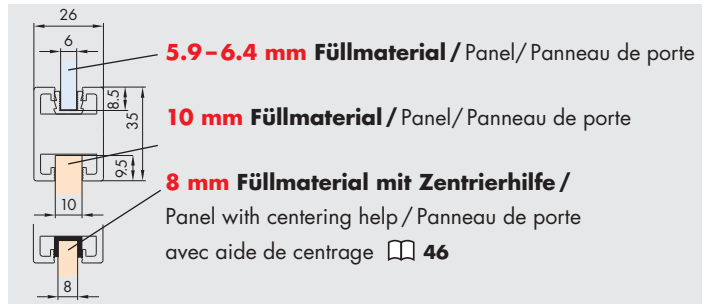 26
6
5.9–6.4 mm Füllmaterial / Panel / Panneau de porte
8.5
35
10 mm Füllmaterial / Panel / Panneau de porte
9.5
8 mm Füllmaterial mit Zentrierhilfe /
10
Panel with centering help / Panneau de porte
avec aide de centrage 46
8